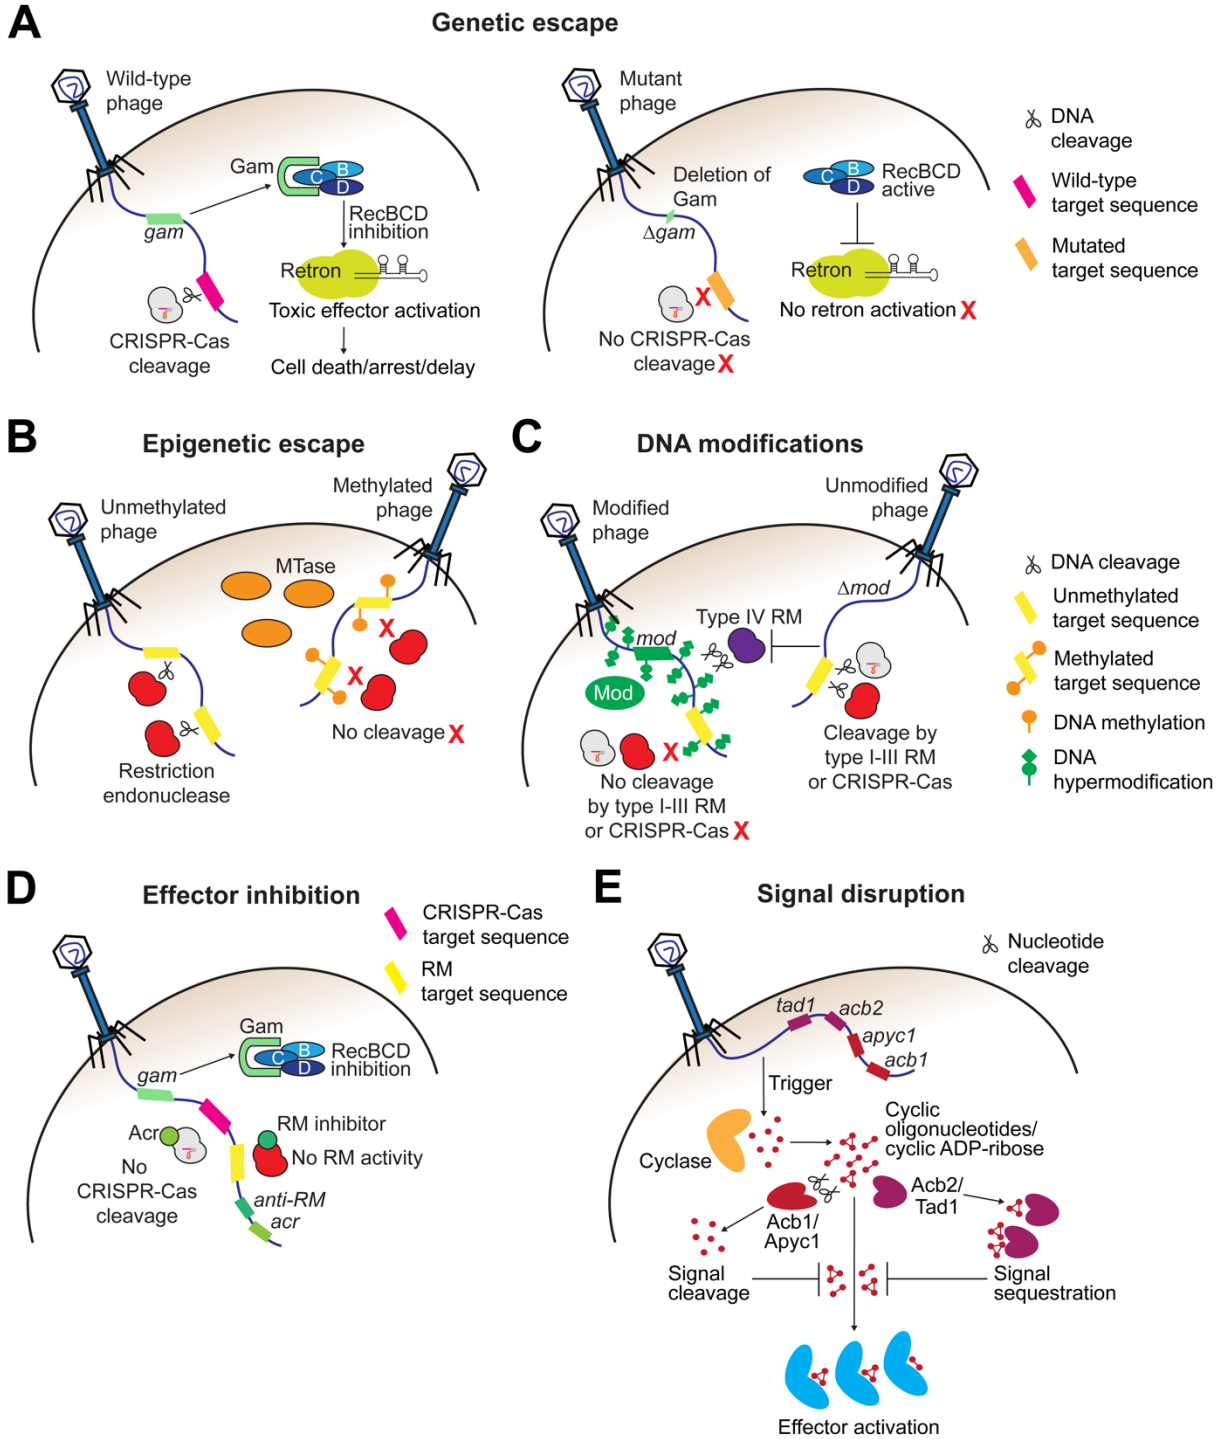 A
Genetic escape
Wild-type
phage
Gam
C
B
D
gam
RecBCD
inhibition
Retron
Toxic effector activation
CRISPR-Cas
cleavage
Cell death/arrest/delay
Mutant
phage
Deletion of
Gam
Δgam
C
B
D
RecBCD
active
Retron
No retron activation X
X
No CRISPR-Cas
cleavage X
DNA
cleavage
Wild-type
target sequence
Mutated
target sequence
B
Epigenetic escape
Unmethylated
phage
Methylated
phage
MTase
X
X
No cleavage X
Restriction
endonuclease
C
DNA modifications
Modified
phage
Unmodified
phage
Δmod
Type IV RM
mod
Mod
X
No cleavage
by type I-III RM
or CRISPR-Cas X
Cleavage by
type I-III RM
or CRISPR-Cas
DNA cleavage
Unmethylated
target sequence
Methylated
target sequence
DNA methylation
DNA
hypermodification
D
Effector inhibition
CRISPR-Cas
target sequence
RM
target sequence
Gam
C
B
D
RecBCD
inhibition
gam
Acr
No
CRISPR-Cas
cleavage
RM inhibitor
No RM activity
anti-RM
acr
E
Signal disruption
Nucleotide
cleavage
tad1
acb2
apyc1
acb1
Trigger
Cyclase
Cyclic
oligonucleotides/
cyclic ADP-ribose
Acb2/
Tad1
Acb1/
Apyc1
Signal
cleavage
Signal
sequestration
Effector activation